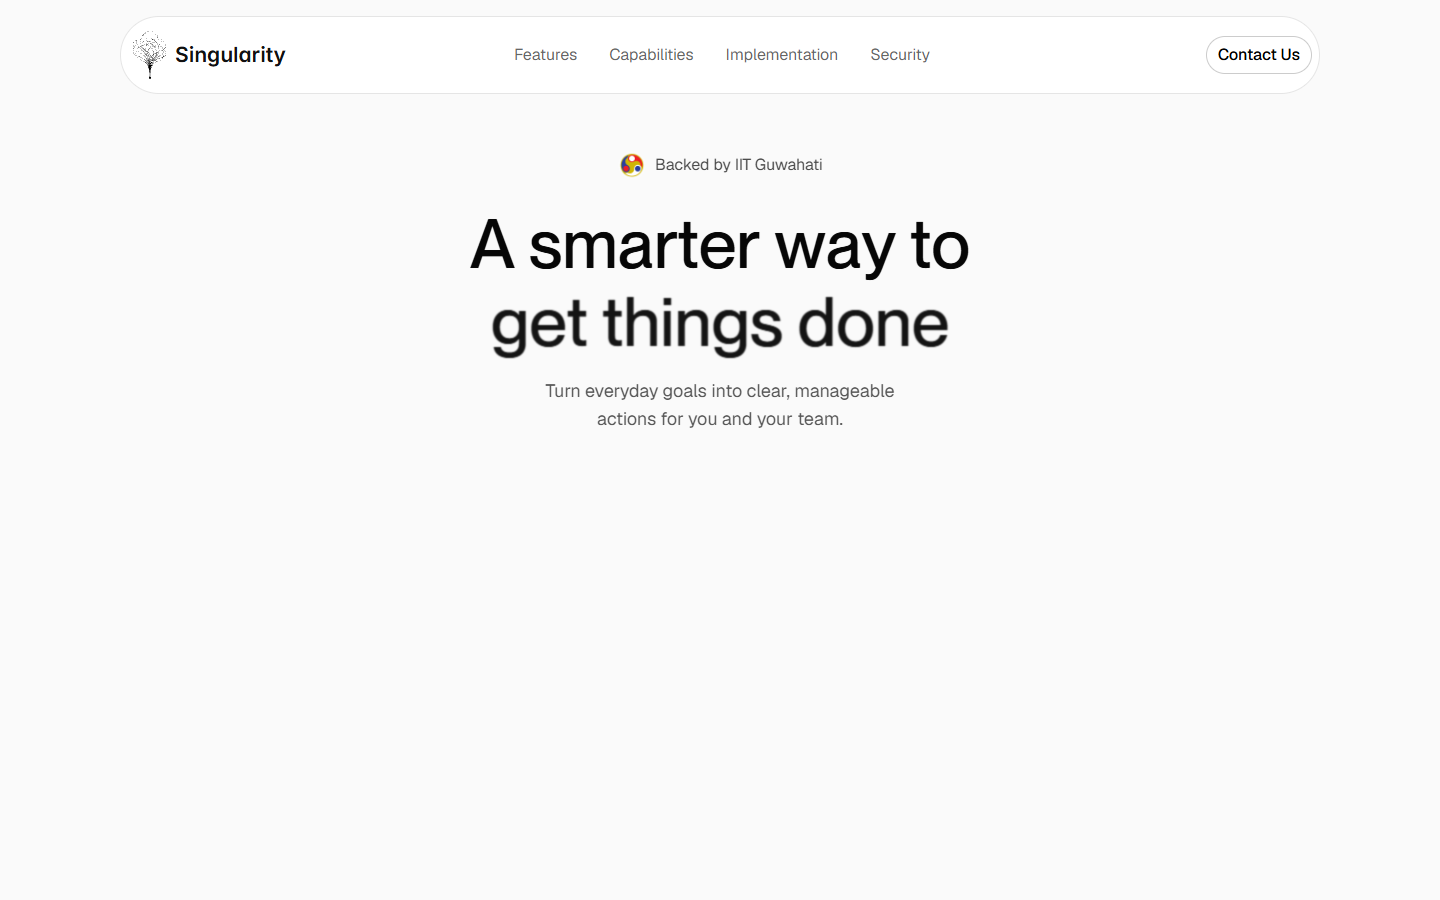 Singularity
Features
Capabilities
Implementation
Security
Contact Us
Backed by IIT Guwahati
A smarter way to
get things done
Turn everyday goals into clear, manageable
actions for you and your team.